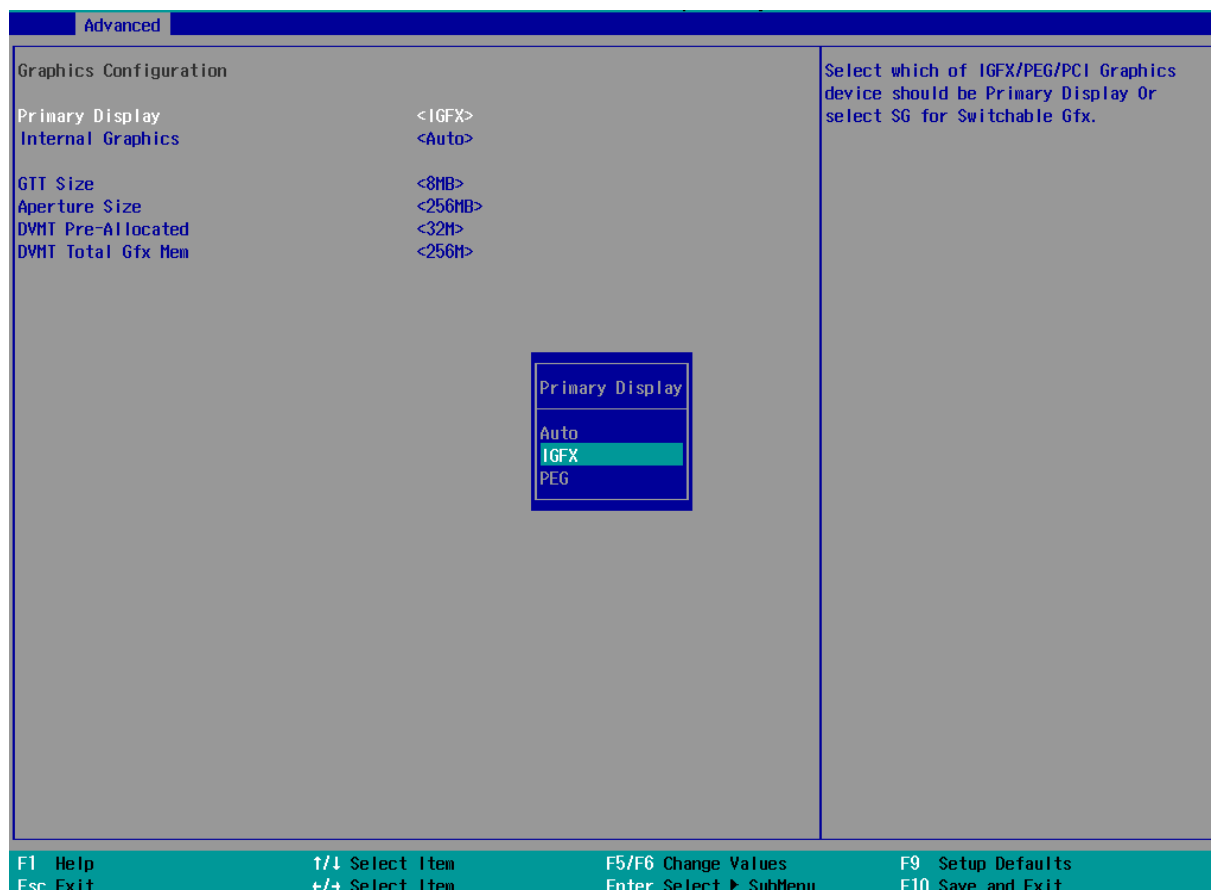 Advanced
Graphics Configuration
Primary Display <IGFX>
Internal Graphics <Auto>
GTT Size <8MB>
Aperture Size <256MB>
DVMT Pre-Allocated <32M>
DVMT Total Gfx Mem <256M>
Select which of IGFX/PEG/PCI Graphics
device should be Primary Display Or
select SG for Switchable Gfx.
Primary Display
Auto
IGFX
PEG
F1 Help ↑/↓ Select Item F5/F6 Change Values F9 Setup Defaults
Esc Exit ←/→ Select Item Enter Select ▶ SubMenu F10 Save and Exit